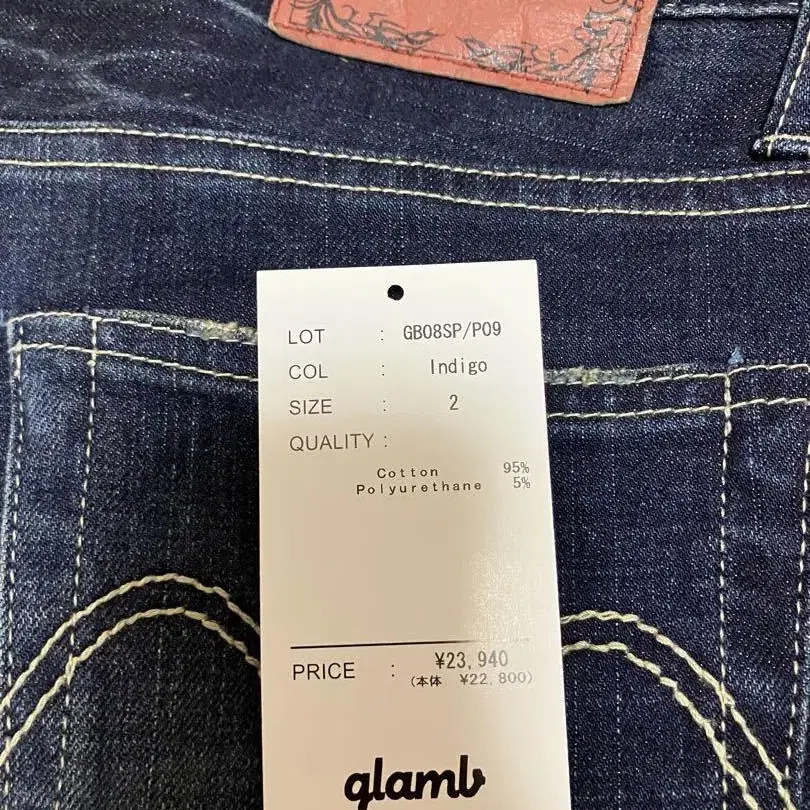 LOT : GB08SP/P09
COL : Indigo
SIZE : 2
QUALITY :
Cotton 95%
Polyurethane 5%
PRICE : ¥23,940
(本体 ¥22,800)
glamb